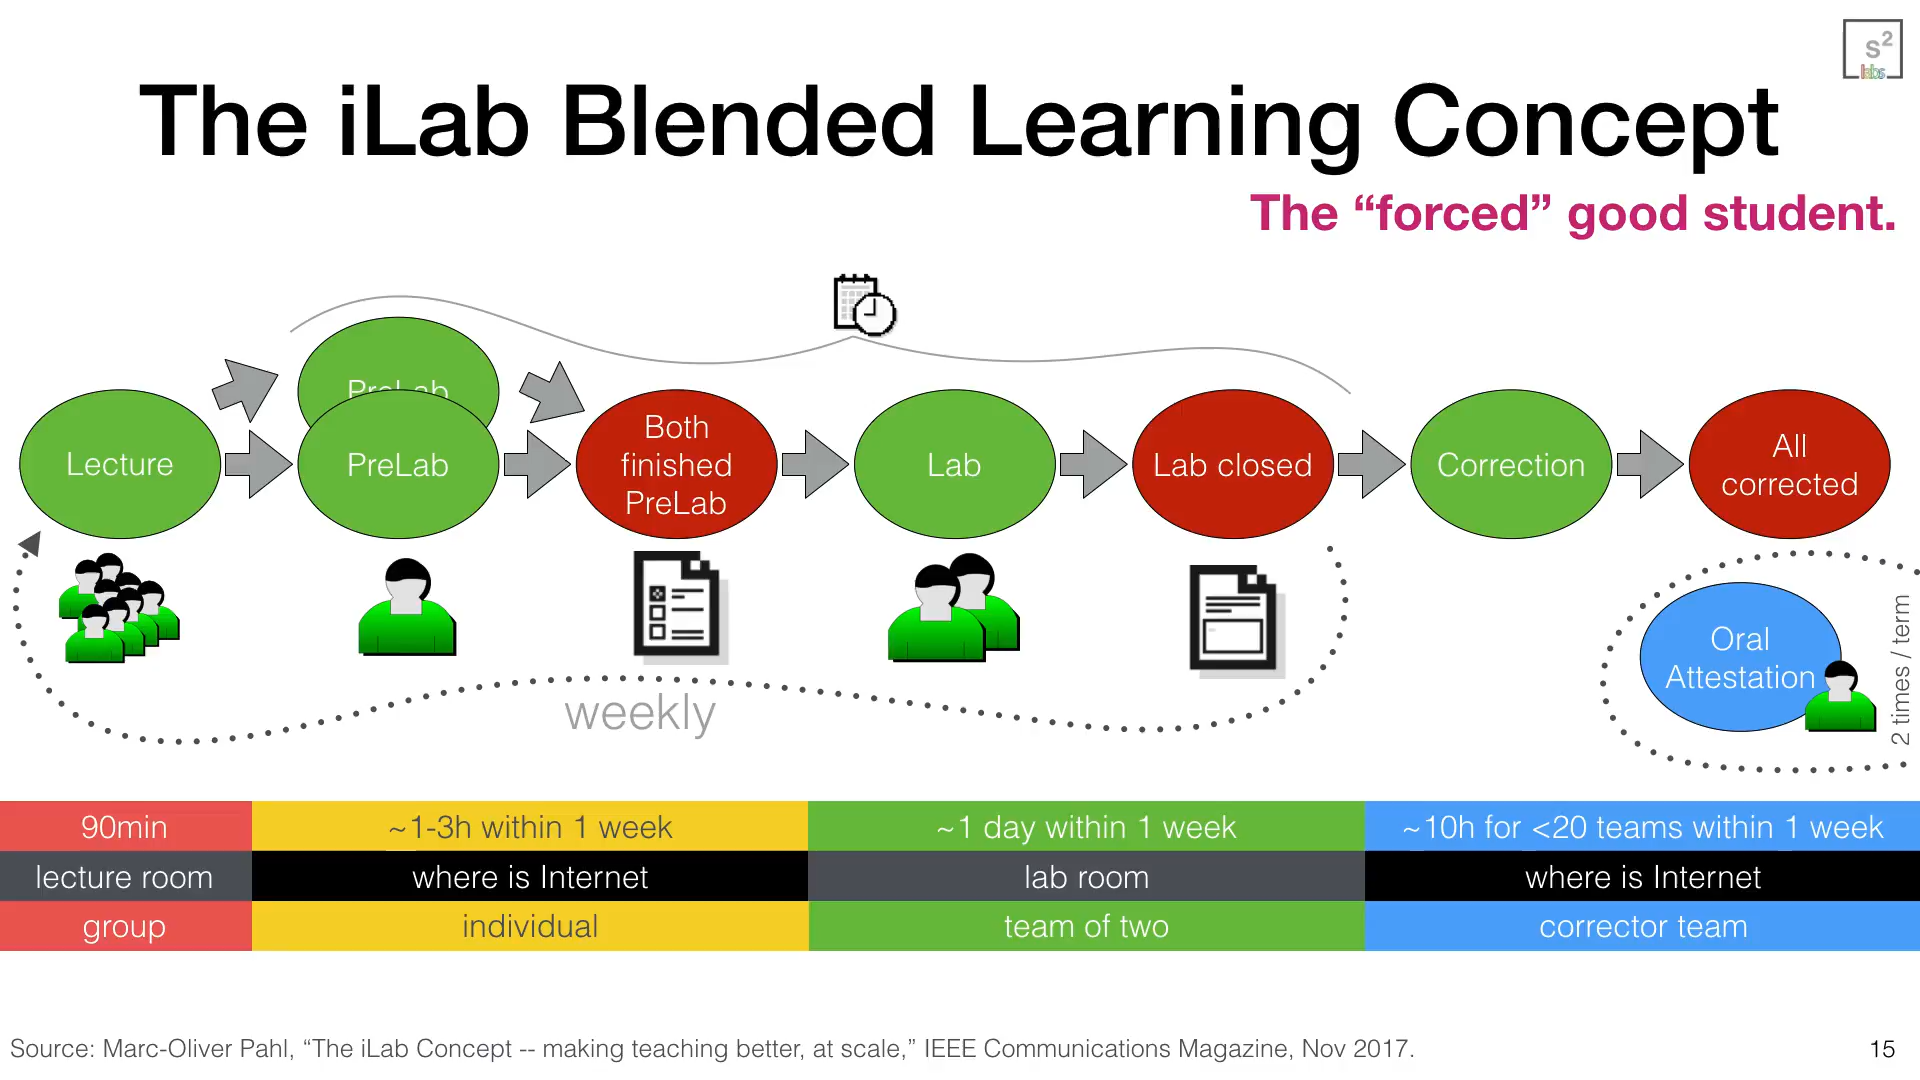 s2
labs
The iLab Blended Learning Concept
The “forced” good student.
PreLab
Lecture
PreLab
Both
finished
PreLab
Lab
Lab closed
Correction
All
corrected
weekly
Oral
Attestation
2 times / term
90min
~1-3h within 1 week
~1 day within 1 week
~10h for <20 teams within 1 week
lecture room
where is Internet
lab room
where is Internet
group
individual
team of two
corrector team
Source: Marc-Oliver Pahl, “The iLab Concept -- making teaching better, at scale,” IEEE Communications Magazine, Nov 2017.
15